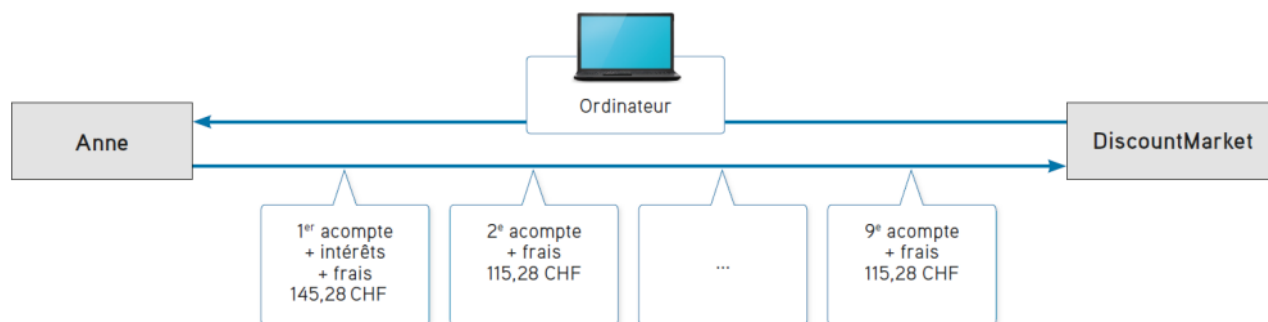 Ordinateur
Anne
DiscountMarket
1er acompte
+ intérêts
+ frais
145,28 CHF
2e acompte
+ frais
115,28 CHF
...
9e acompte
+ frais
115,28 CHF